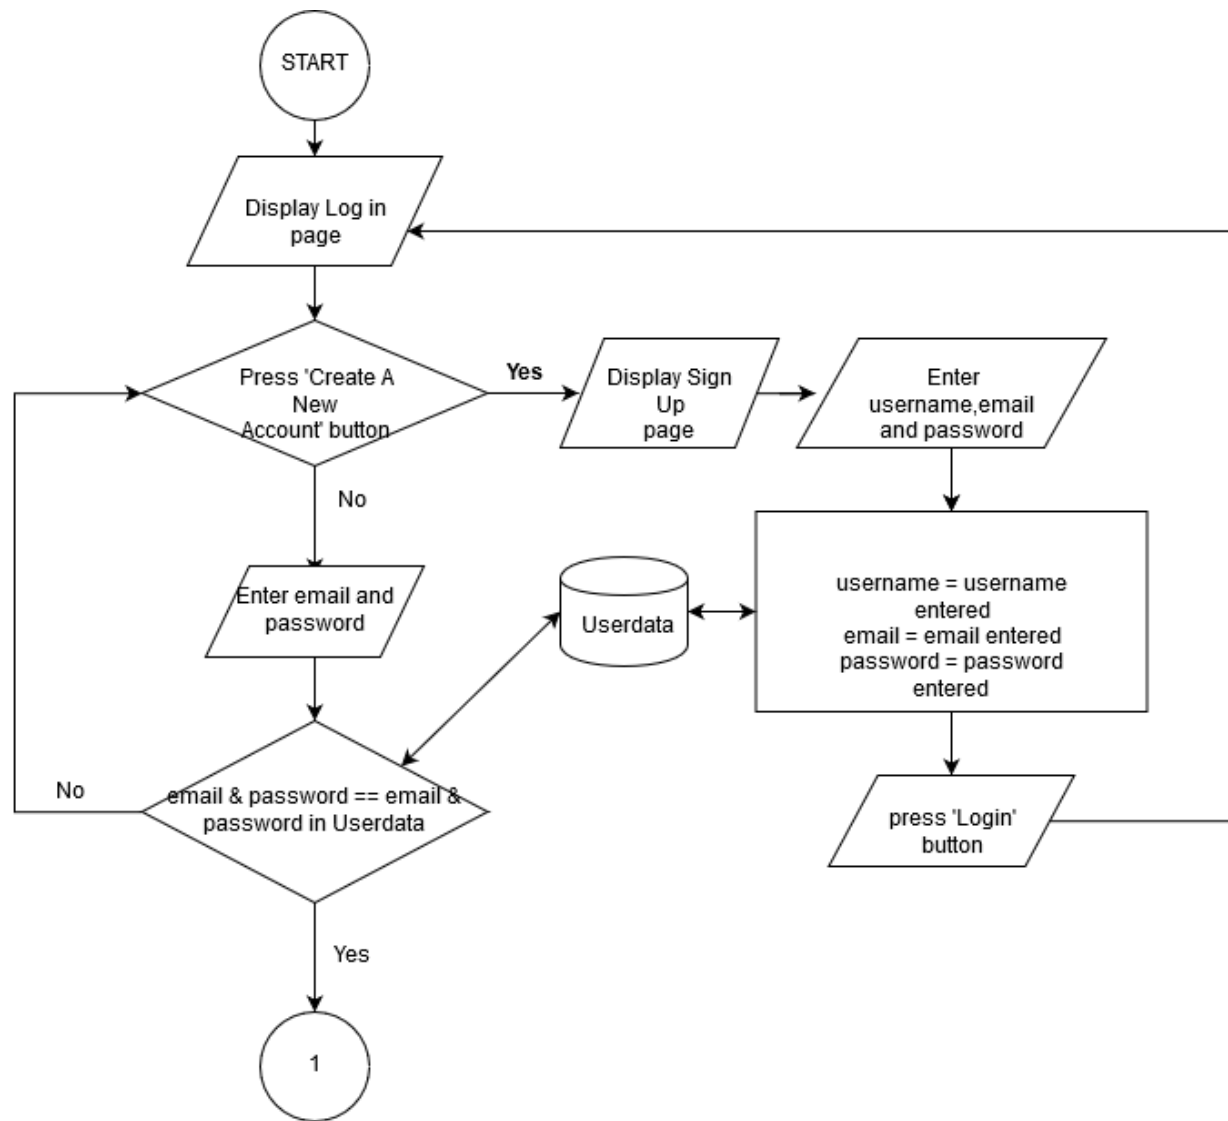 START
Display Log in
page
Press 'Create A
New
Account' button
Yes
Display Sign
Up
page
Enter
username,email
and password
No
Enter email and
password
Userdata
username = username
entered
email = email entered
password = password
entered
No
email & password == email &
password in Userdata
press 'Login'
button
Yes
1